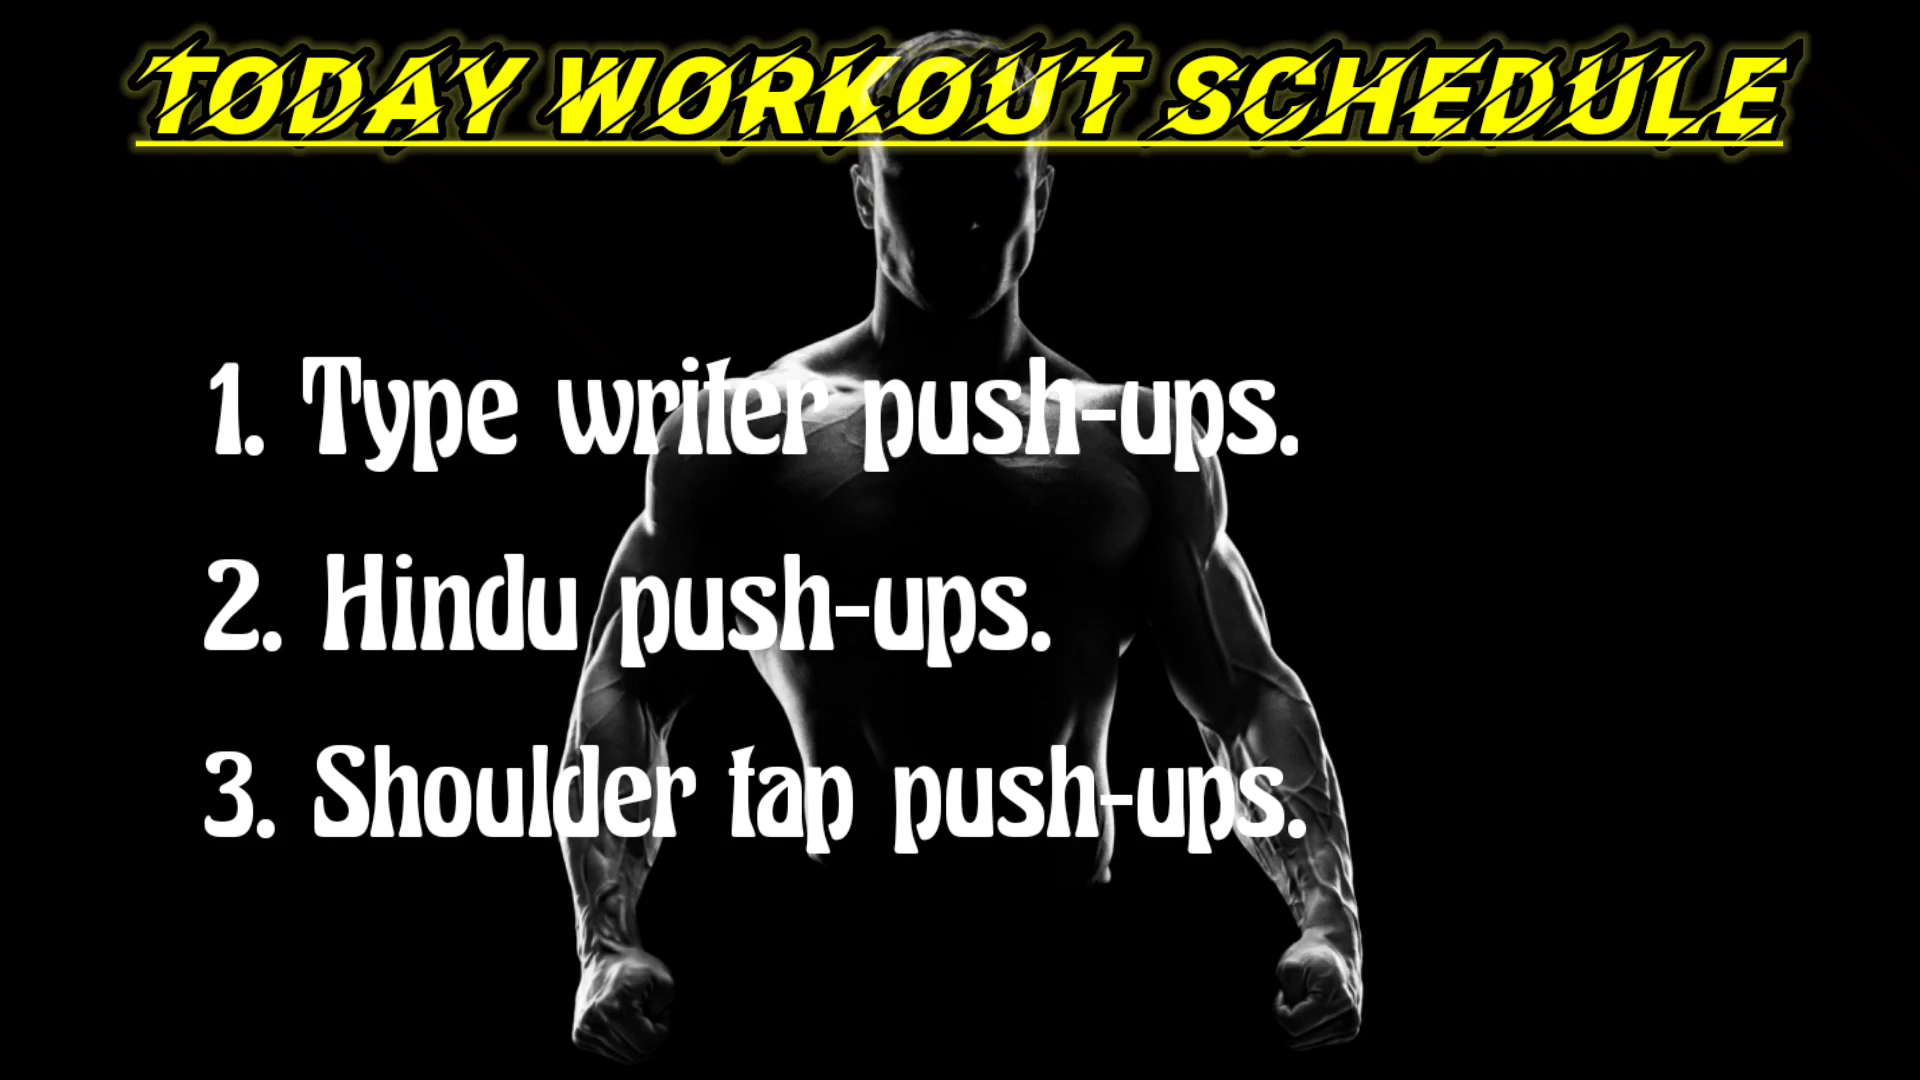 TODAY WORKOUT SCHEDULE
1. Type writer push-ups.
2. Hindu push-ups.
3. Shoulder tap push-ups.